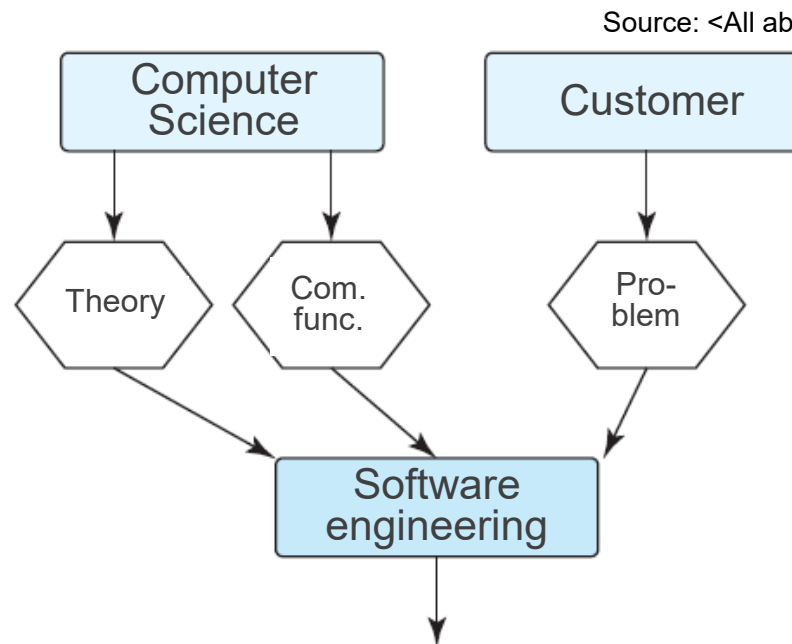 Source: <All ab
Computer
Science
Customer
Theory
Com.
func.
Pro-
blem
Software
engineering